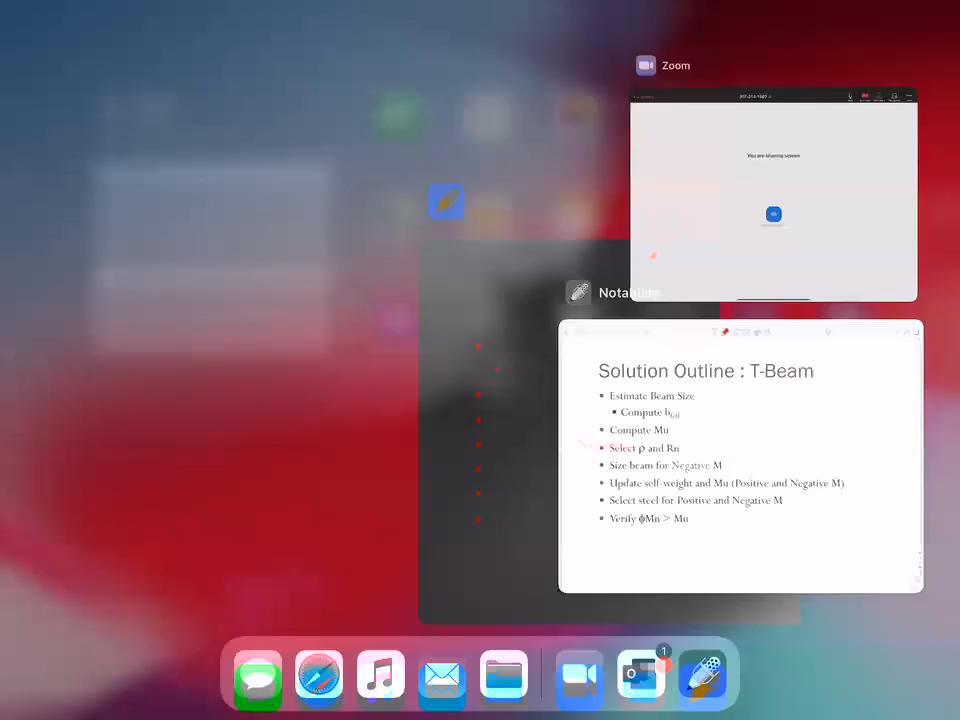 Zoom
You are sharing screen
Notability
Solution Outline : T-Beam
• Estimate Beam Size
• Compute b
• Compute Mu
• Select ρ and Rn
• Size beam for Negative M
• Update self-weight and Mu (Positive and Negative M)
• Select steel for Positive and Negative M
• Verify ϕMn > Mu
1